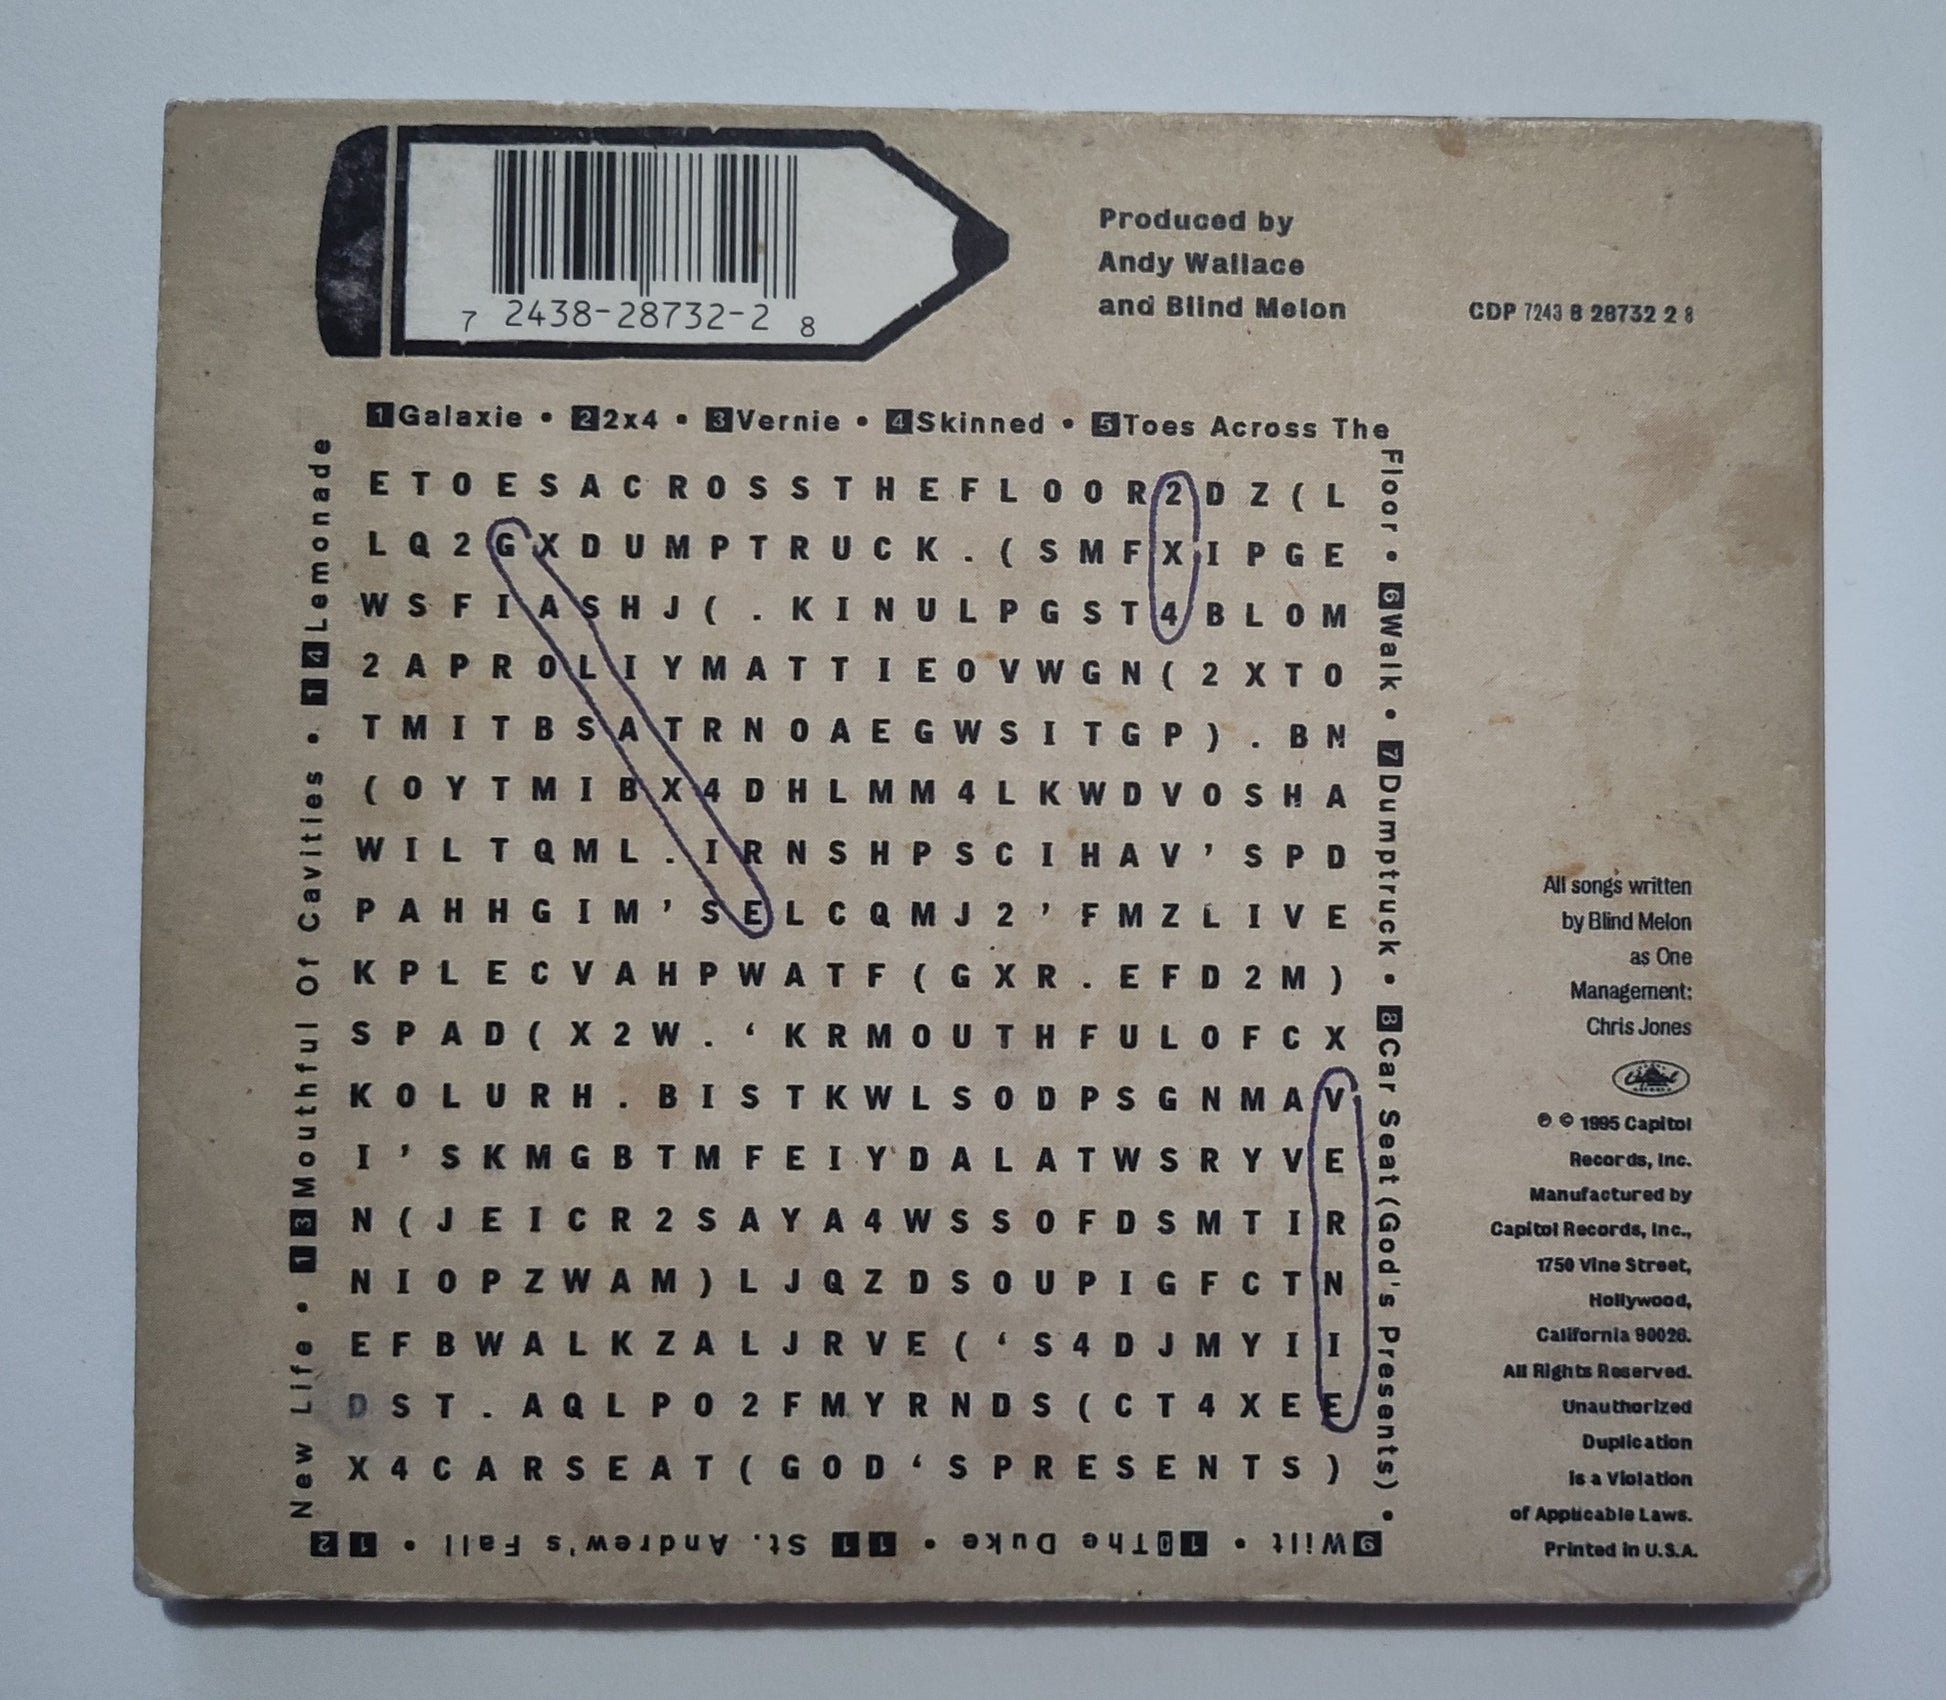 7 2438-28732-2 8
Produced by
Andy Wallace
and Blind Melon
CDP 7243 8 28732 2 8
1 Galaxie • 2 2x4 • 3 Vernie • 4 Skinned • 5 Toes Across The
Floor • 6 Walk • 7 Dumptruck • 8 Car Seat (God's Presents) •
9 Wilt • 10 The Duke • 11 St. Andrew's Fall • 12
New Life • 13 Mouthful Of Cavities • 14 Lemonade
E T O E S A C R O S S T H E F L O O R 2 D Z ( L
L Q 2 G X D U M P T R U C K . ( S M F X I P G E
W S F I A S H J ( . K I N U L P G S T 4 B L O M
2 A P R O L I Y M A T T I E O V W G N ( 2 X T O
T M I T B S A T R N O A E G W S I T G P ) . B N
( O Y T M I B X 4 D H L M M 4 L K W D V O S H A
W I L T Q M L . I R N S H P S C I H A V ' S P D
P A H H G I M ' S E L C Q M J 2 ' F M Z L I V E
K P L E C V A H P W A T F ( G X R . E F D 2 M )
S P A D ( X 2 W . ‘ K R M O U T H F U L O F C X
K O L U R H . B I S T K W L S O D P S G N M A V
I ' S K M G B T M F E I Y D A L A T W S R Y V E
N ( J E I C R 2 S A Y A 4 W S S O F D S M T I R
N I O P Z W A M ) L J Q Z D S O U P I G F C T N
E F B W A L K Z A L J R V E ( ‘ S 4 D J M Y I I
D S T . A Q L P O 2 F M Y R N D S ( C T 4 X E E
X 4 C A R S E A T ( G O D ‘ S P R E S E N T S )
All songs written
by Blind Melon
as One
Management:
Chris Jones
Capitol
℗ © 1995 Capitol
Records, Inc.
Manufactured by
Capitol Records, Inc.,
1750 Vine Street,
Hollywood,
California 90028.
All Rights Reserved.
Unauthorized
Duplication
is a Violation
of Applicable Laws.
Printed in U.S.A.